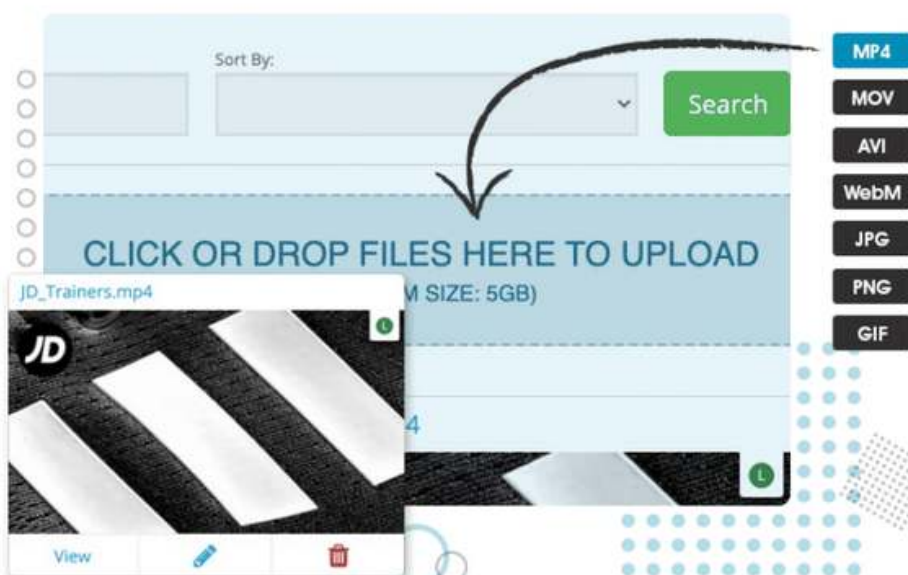 Sort By:
Search
MP4
MOV
AVI
WebM
JPG
PNG
GIF
CLICK OR DROP FILES HERE TO UPLOAD
M SIZE: 5GB)
JD_Trainers.mp4
L
JD
4
L
View